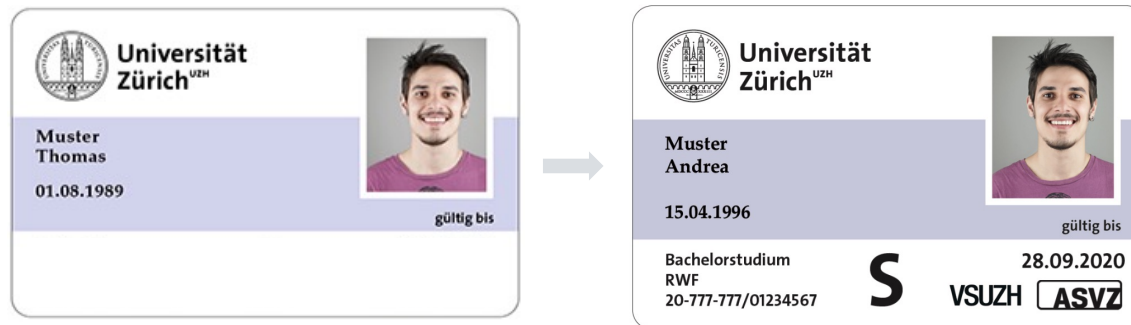 Universität
Zürich UZH
Muster
Thomas
01.08.1989
gültig bis
Universität
Zürich UZH
Muster
Andrea
15.04.1996
gültig bis
Bachelorstudium
RWF
20-777-777/01234567
S
28.09.2020
VSUZH ASVZ